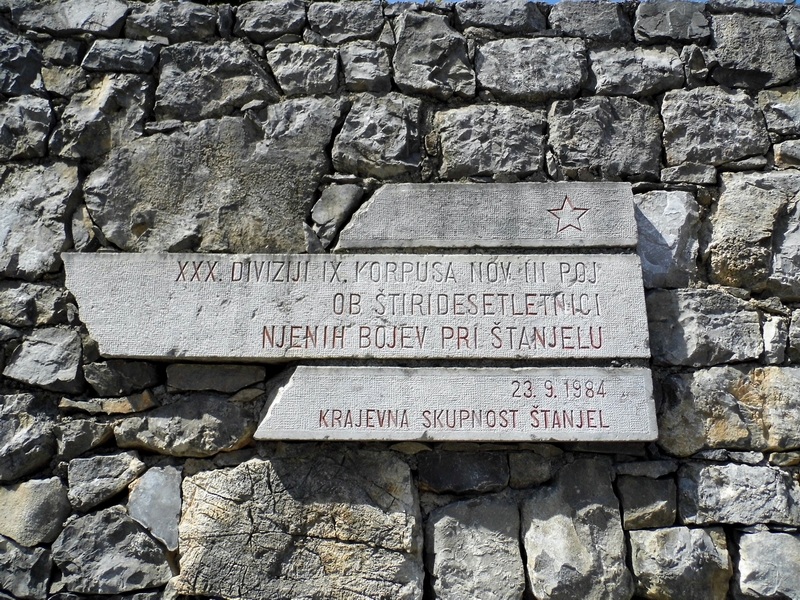 XXX. DIVIZIJI IX. KORPUSA NOV IN POJ
OB ŠTIRIDESETLETNICI
NJENIH BOJEV PRI ŠTANJELU
23. 9. 1984
KRAJEVNA SKUPNOST ŠTANJEL